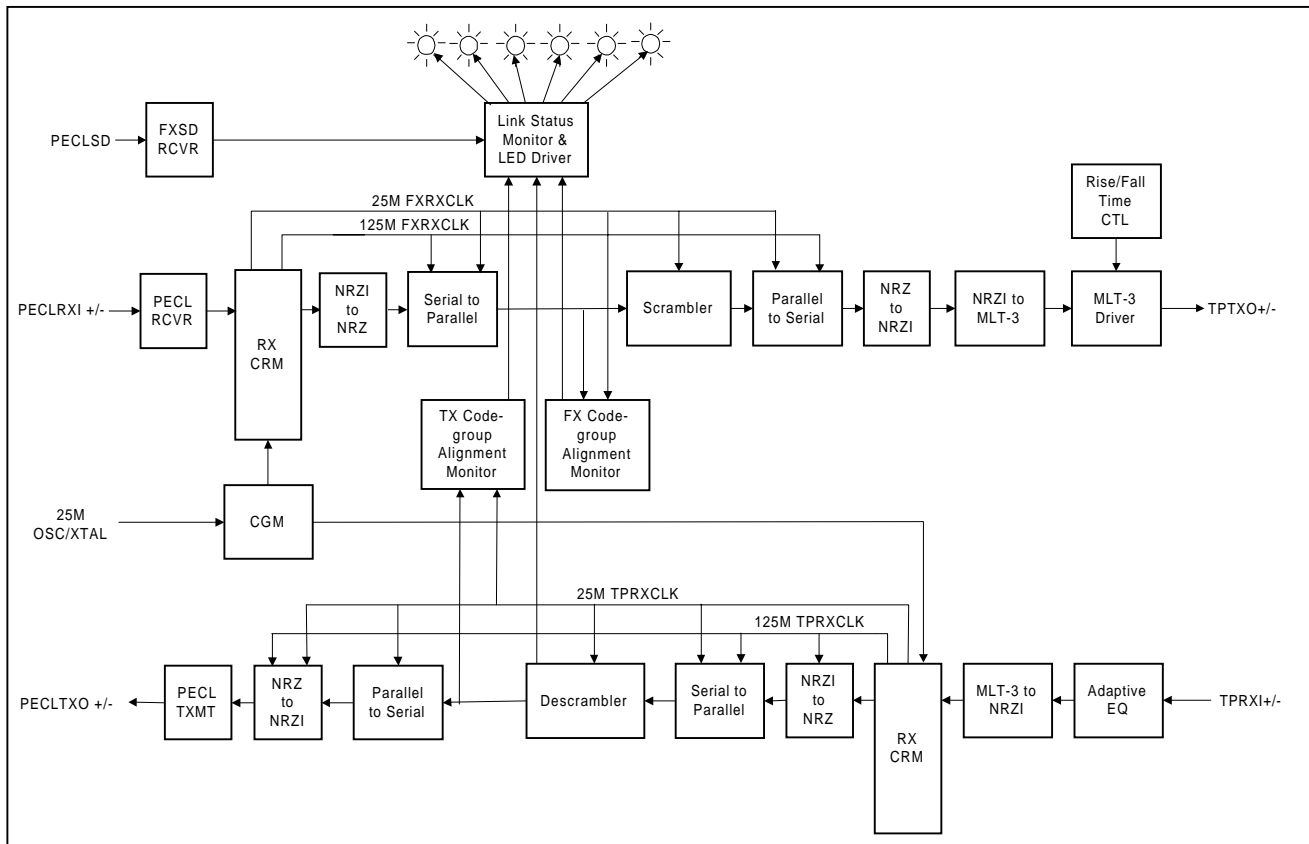 PECLSD
FXSD
RCVR
Link Status
Monitor &
LED Driver
Rise/Fall
Time
CTL
25M FXRXCLK
125M FXRXCLK
PECLRXI +/-
PECL
RCVR
RX
CRM
NRZI
to
NRZ
Serial to
Parallel
Scrambler
Parallel
to Serial
NRZ
to
NRZI
NRZI to
MLT-3
MLT-3
Driver
TPTXO+/-
TX Code-
group
Alignment
Monitor
FX Code-
group
Alignment
Monitor
25M
OSC/XTAL
CGM
25M TPRXCLK
125M TPRXCLK
PECLTXO +/-
PECL
TXMT
NRZ
to
NRZI
Parallel
to Serial
Descrambler
Serial to
Parallel
NRZI
to
NRZ
RX
CRM
MLT-3 to
NRZI
Adaptive
EQ
TPRXI+/-